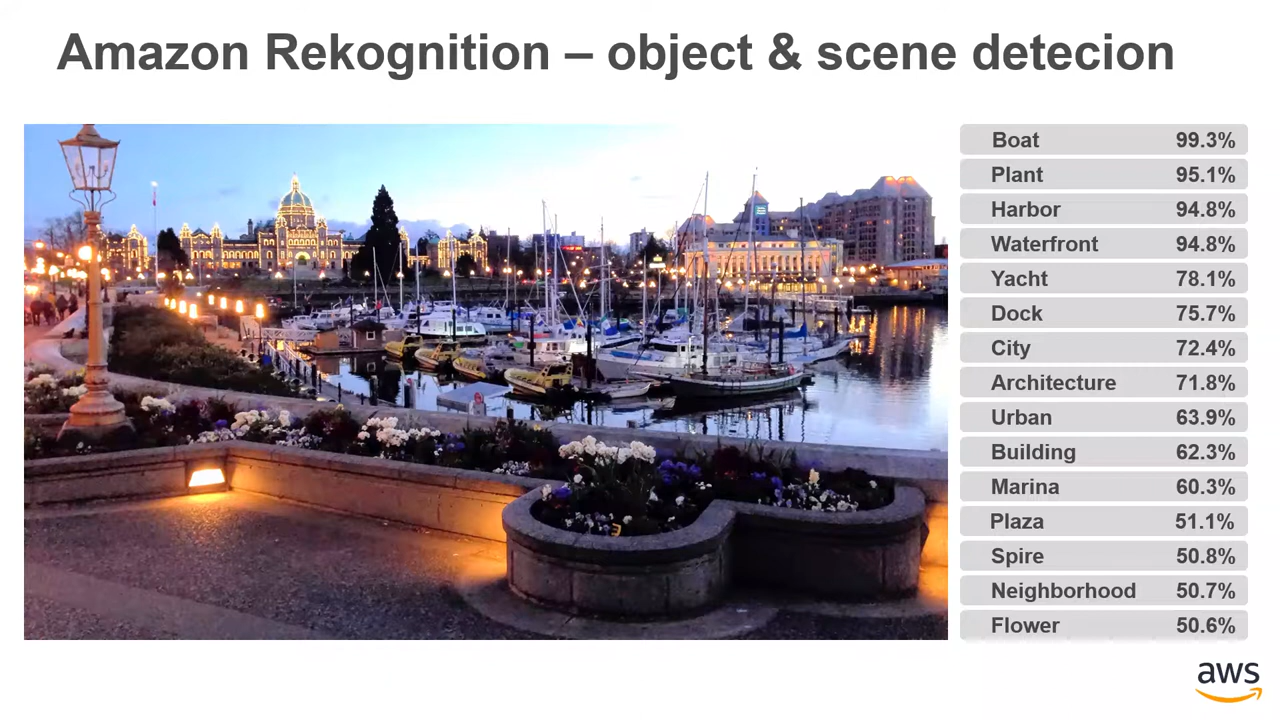 Amazon Rekognition – object & scene detecion
Boat 99.3%
Plant 95.1%
Harbor 94.8%
Waterfront 94.8%
Yacht 78.1%
Dock 75.7%
City 72.4%
Architecture 71.8%
Urban 63.9%
Building 62.3%
Marina 60.3%
Plaza 51.1%
Spire 50.8%
Neighborhood 50.7%
Flower 50.6%
aws